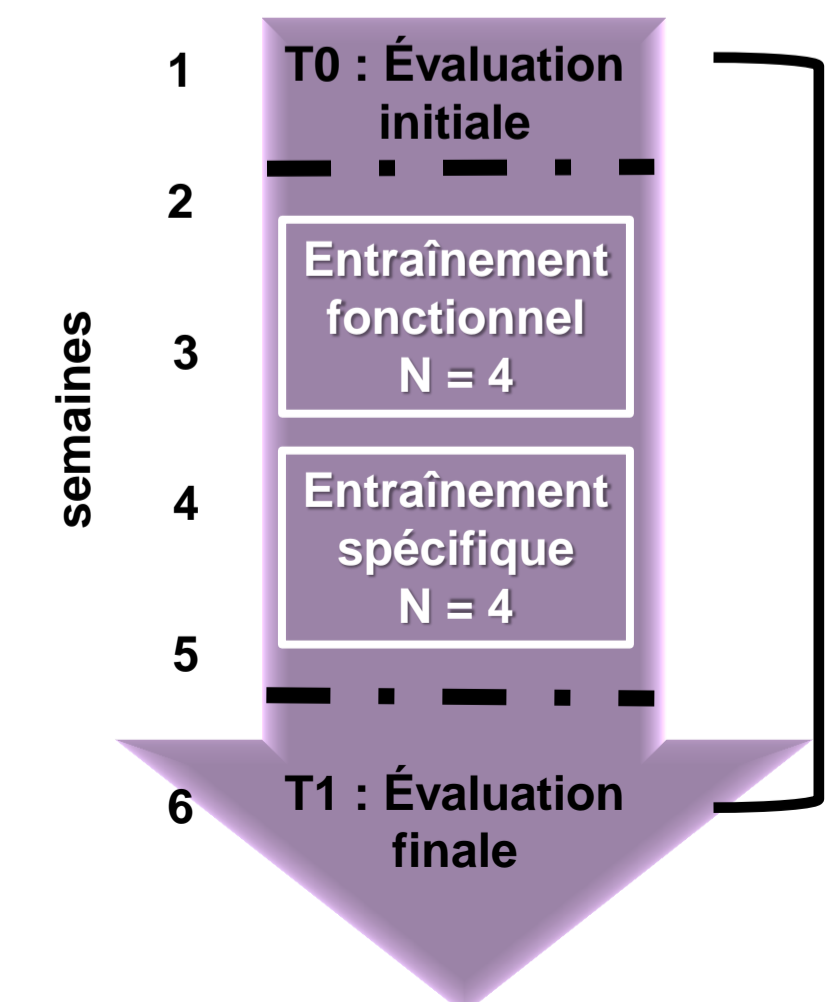 semaines
1
T0 : Évaluation
initiale
2
Entraînement
fonctionnel
3
N = 4
Entraînement
4
spécifique
N = 4
5
6
T1 : Évaluation
finale